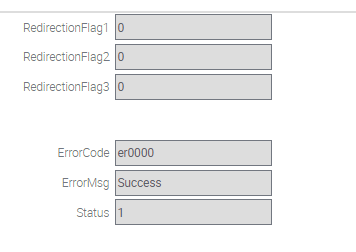 RedirectionFlag1 0
RedirectionFlag2 0
RedirectionFlag3 0
ErrorCode er0000
ErrorMsg Success
Status 1